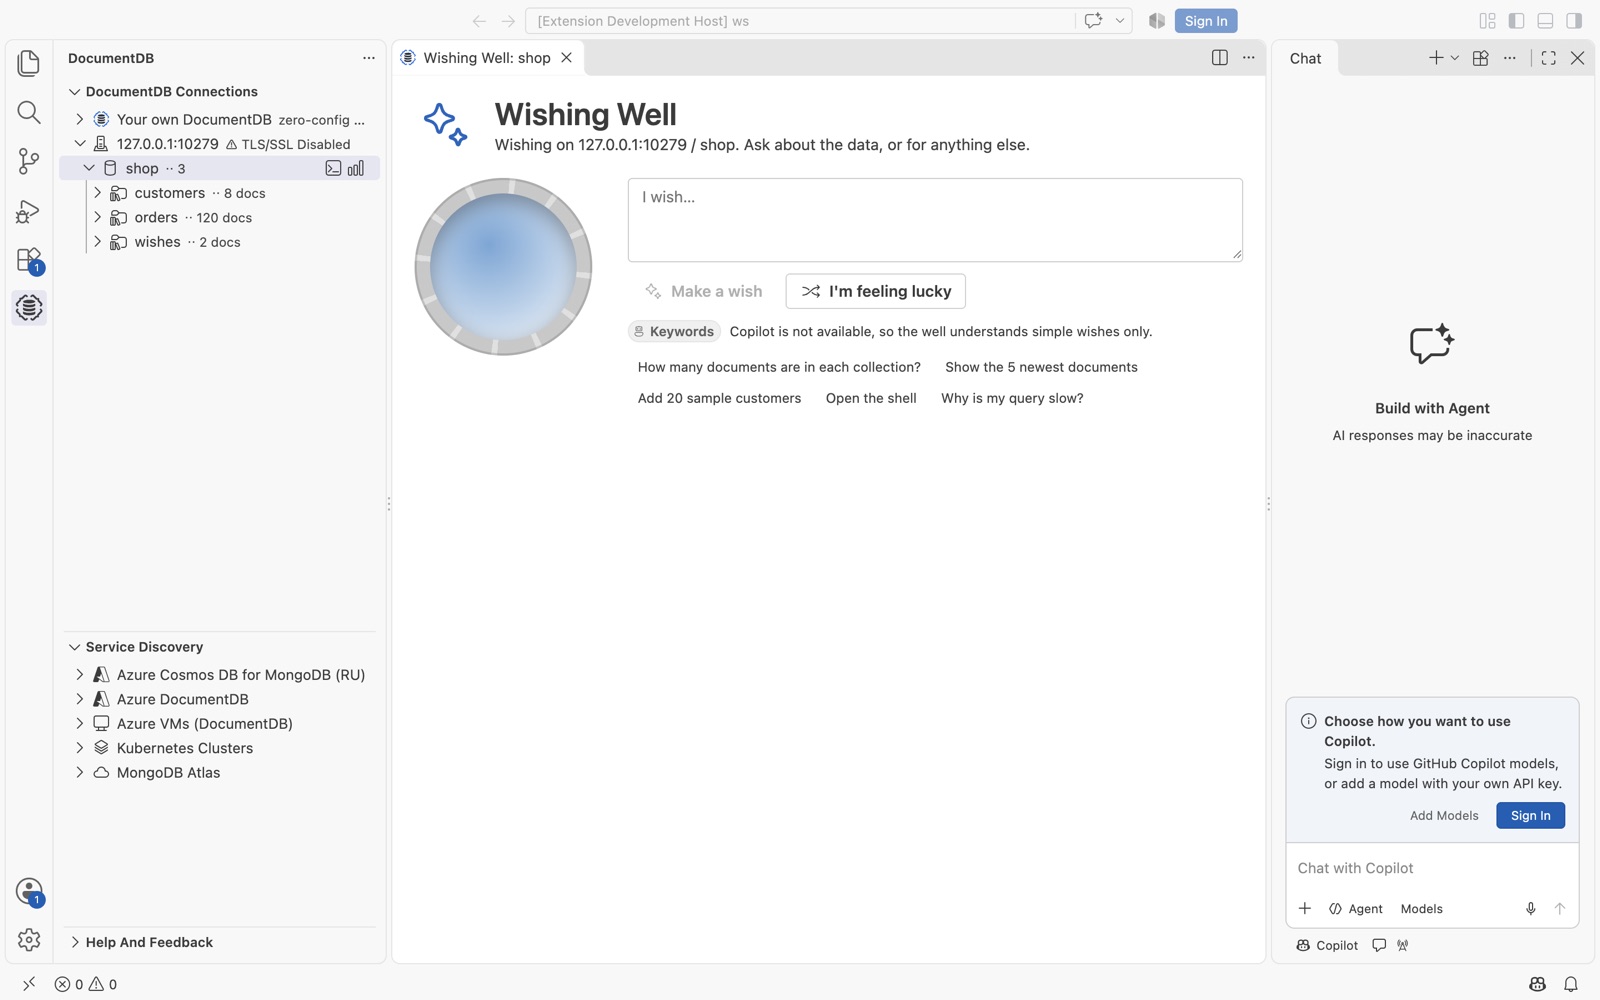 [Extension Development Host] ws
Sign In
DocumentDB
DocumentDB Connections
Your own DocumentDB zero-config ...
127.0.0.1:10279 TLS/SSL Disabled
shop ·· 3
customers ·· 8 docs
orders ·· 120 docs
wishes ·· 2 docs
1
Service Discovery
Azure Cosmos DB for MongoDB (RU)
Azure DocumentDB
Azure VMs (DocumentDB)
Kubernetes Clusters
MongoDB Atlas
1
Help And Feedback
0 0
Wishing Well: shop
Wishing Well
Wishing on 127.0.0.1:10279 / shop. Ask about the data, or for anything else.
I wish...
Make a wish I'm feeling lucky
Keywords Copilot is not available, so the well understands simple wishes only.
How many documents are in each collection? Show the 5 newest documents
Add 20 sample customers Open the shell Why is my query slow?
Chat
Build with Agent
AI responses may be inaccurate
Choose how you want to use
Copilot.
Sign in to use GitHub Copilot models,
or add a model with your own API key.
Add Models Sign In
Chat with Copilot
Agent Models
Copilot